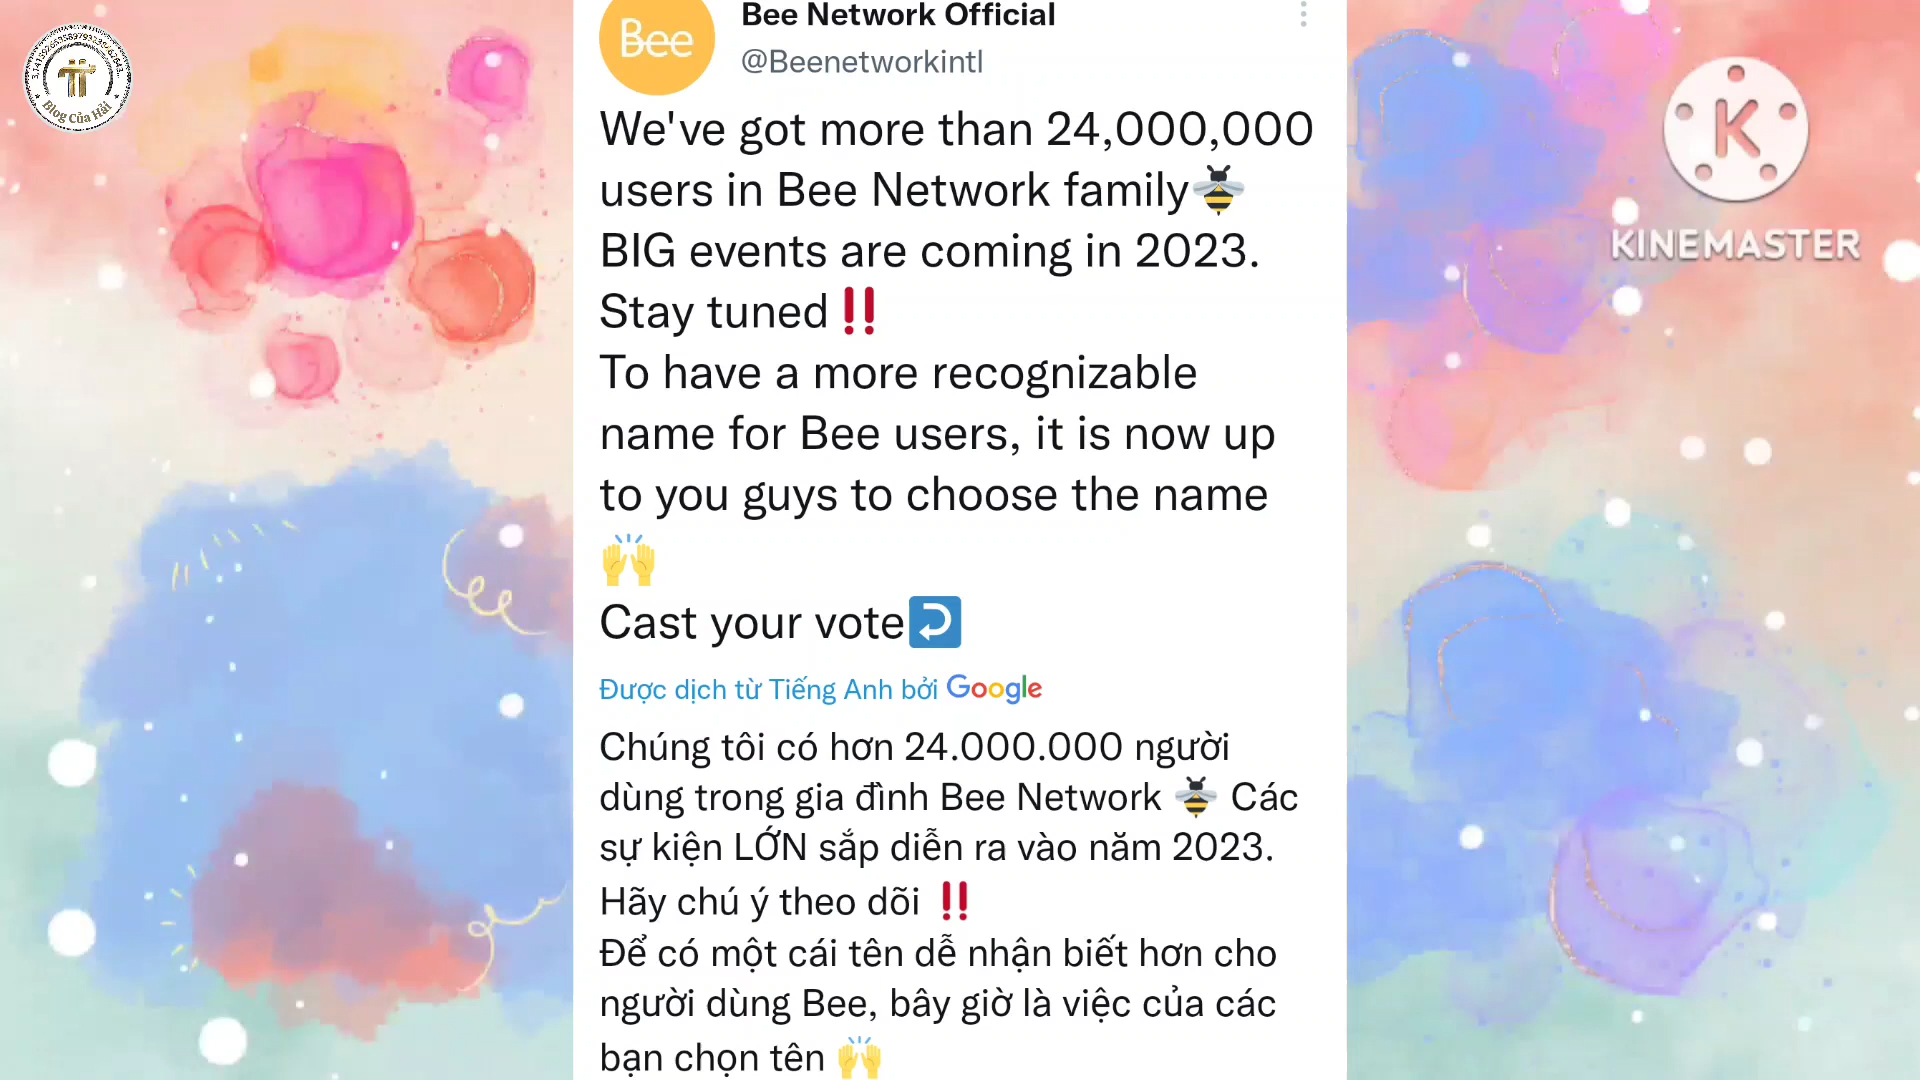 Blog Của Hải
Bee
Bee Network Official
@Beenetworkintl
We've got more than 24,000,000
users in Bee Network family🐝
BIG events are coming in 2023.
Stay tuned‼️
To have a more recognizable
name for Bee users, it is now up
to you guys to choose the name
🙌
Cast your vote↩️
Được dịch từ Tiếng Anh bởi Google
Chúng tôi có hơn 24.000.000 người
dùng trong gia đình Bee Network 🐝 Các
sự kiện LỚN sắp diễn ra vào năm 2023.
Hãy chú ý theo dõi ‼️
Để có một cái tên dễ nhận biết hơn cho
người dùng Bee, bây giờ là việc của các
bạn chọn tên 🙌
K
KINEMASTER